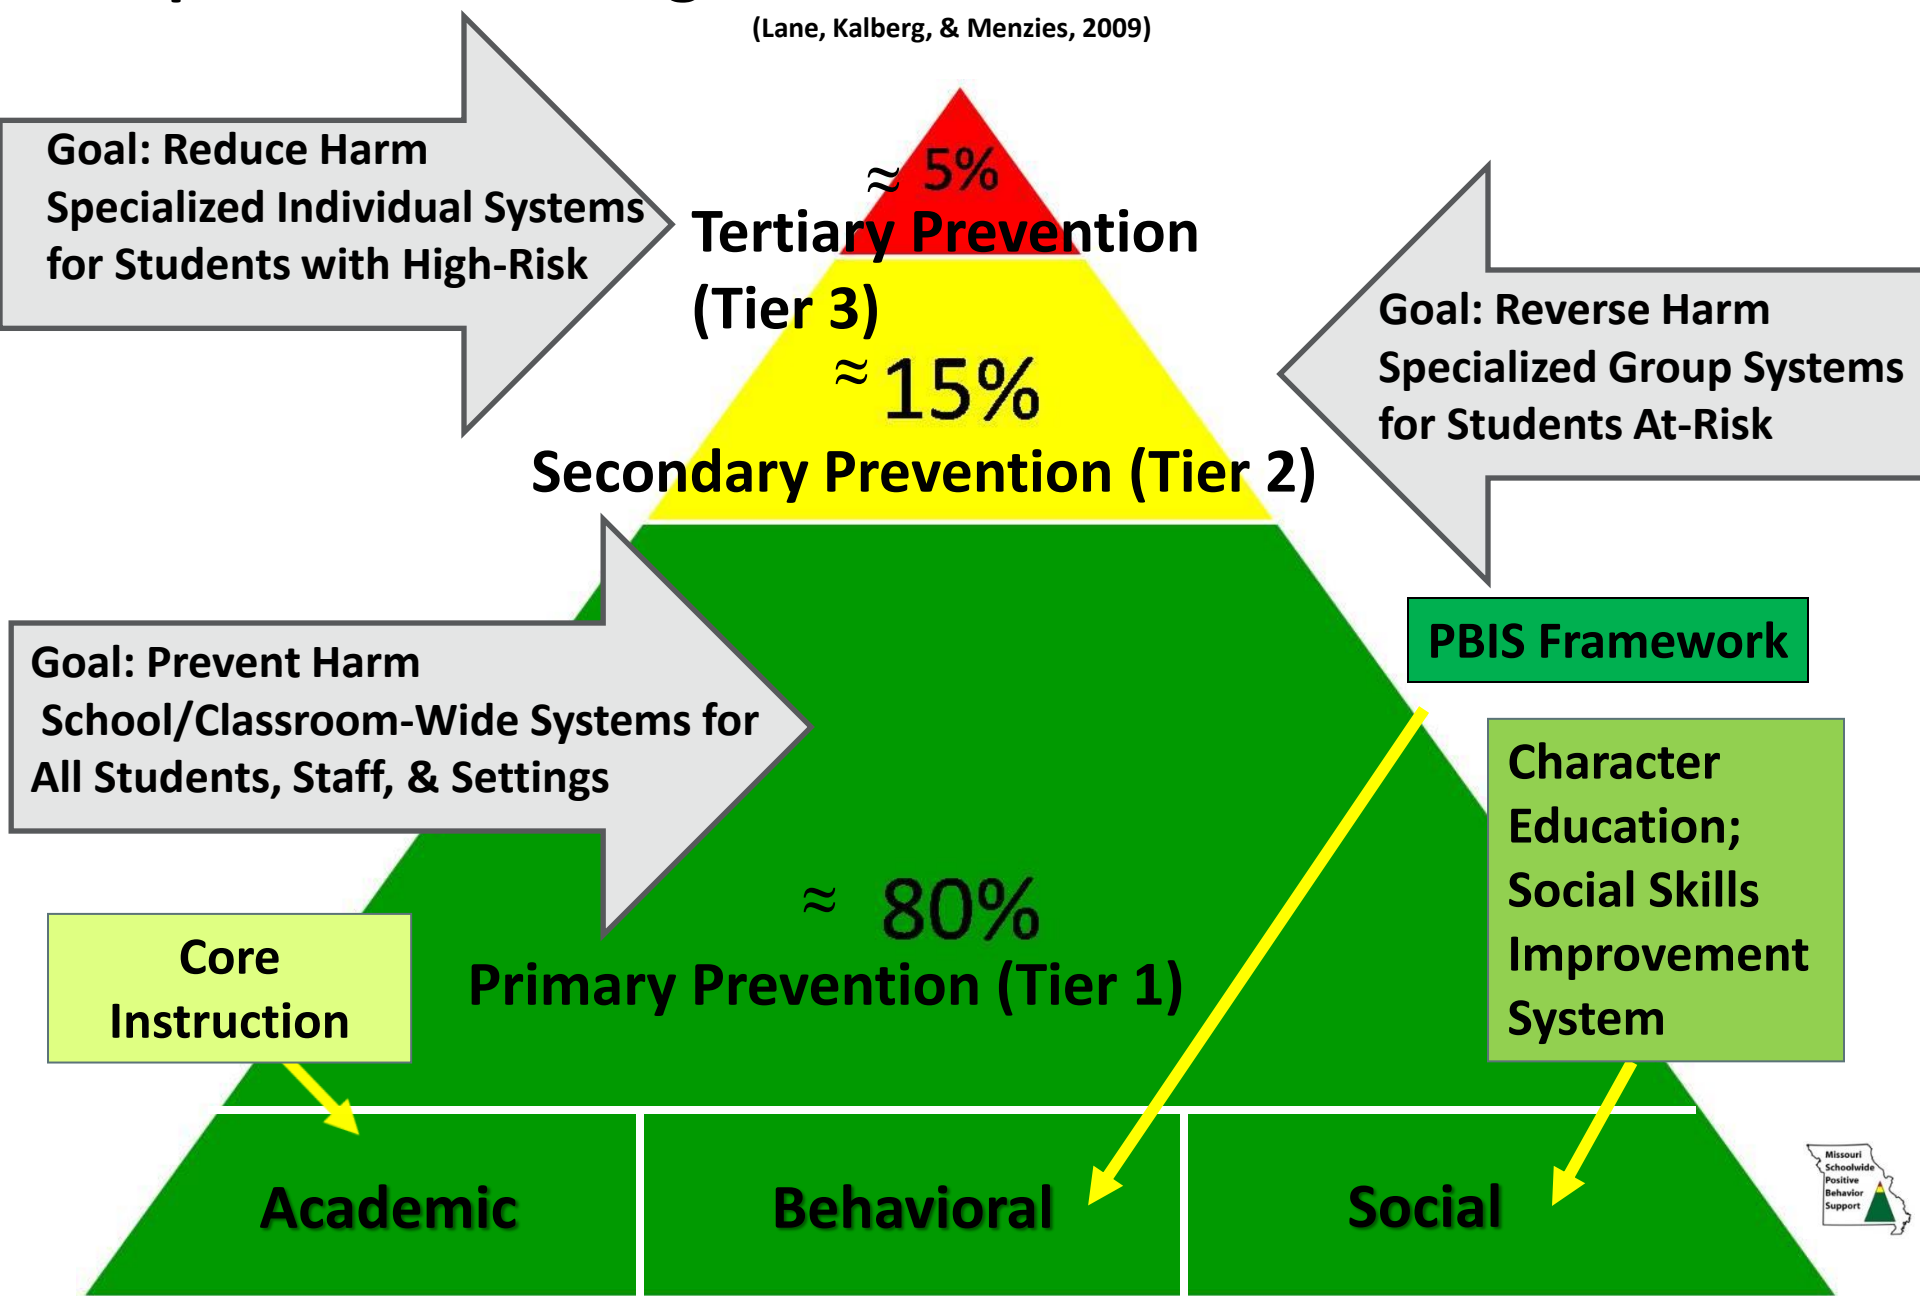 (Lane, Kalberg, & Menzies, 2009)
Goal: Reduce Harm
Specialized Individual Systems
for Students with High-Risk
≈ 5%
Tertiary Prevention
(Tier 3)
Goal: Reverse Harm
Specialized Group Systems
for Students At-Risk
≈ 15%
Secondary Prevention (Tier 2)
Goal: Prevent Harm
School/Classroom-Wide Systems for
All Students, Staff, & Settings
PBIS Framework
Character
Education;
Social Skills
Improvement
System
≈ 80%
Primary Prevention (Tier 1)
Core
Instruction
Academic
Behavioral
Social
Missouri
Schoolwide
Positive
Behavior
Support